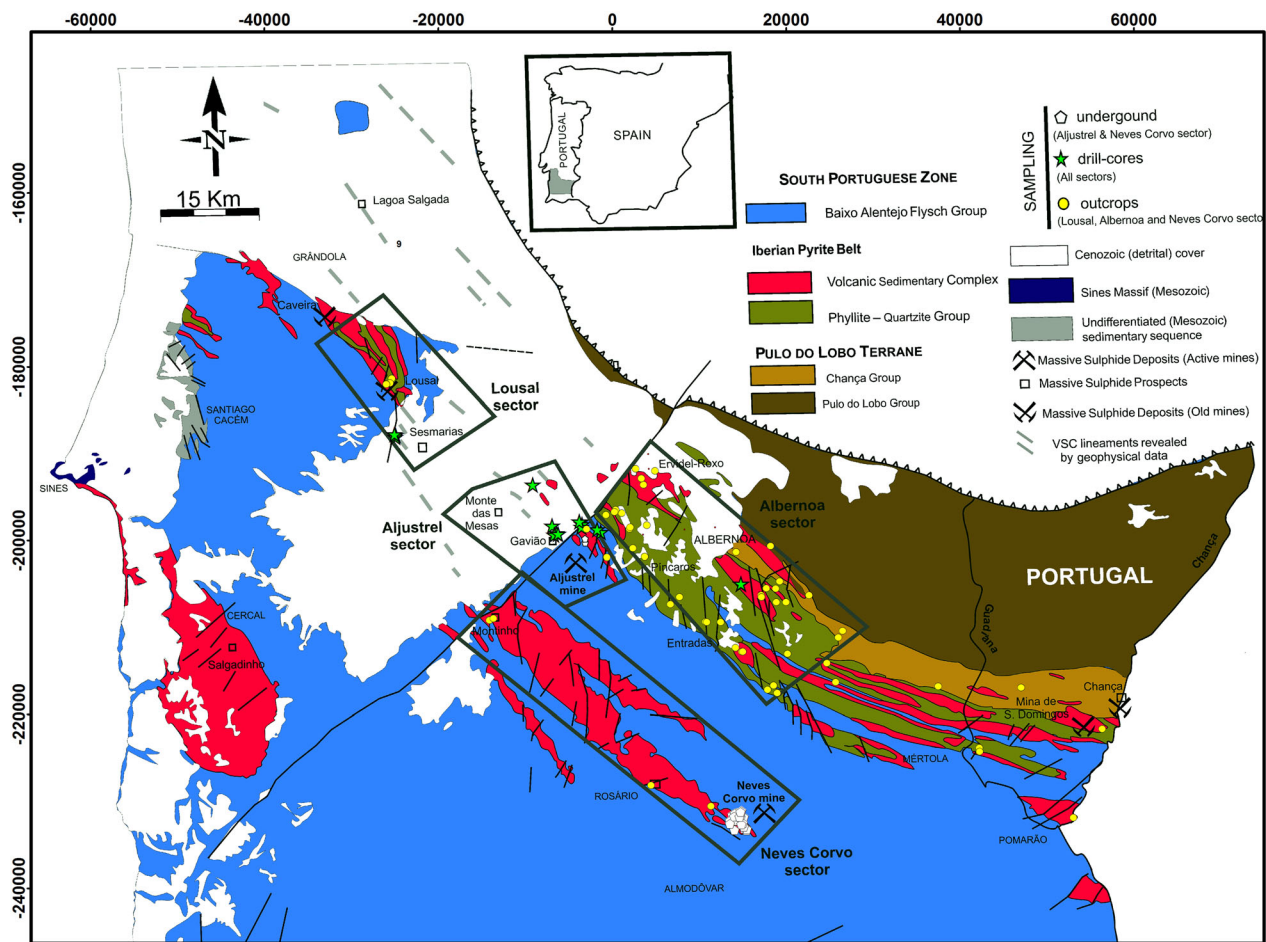 -60000
-40000
-20000
0
20000
40000
60000
-160000
-180000
-200000
-220000
-240000
N
15 Km
PORTUGAL
SPAIN
SOUTH PORTUGUESE ZONE
Baixo Alentejo Flysch Group
Iberian Pyrite Belt
Volcanic Sedimentary Complex
Phyllite – Quartzite Group
PULO DO LOBO TERRANE
Chança Group
Pulo do Lobo Group
SAMPLING
undergound
(Aljustrel & Neves Corvo sector)
drill-cores
(All sectors)
outcrops
(Lousal, Albernoa and Neves Corvo secto
Cenozoic (detrital) cover
Sines Massif (Mesozoic)
Undifferentiated (Mesozoic)
sedimentary sequence
Massive Sulphide Deposits (Active mines)
Massive Sulphide Prospects
Massive Sulphide Deposits (Old mines)
VSC lineaments revealed
by geophysical data
Lagoa Salgada
9
GRÂNDOLA
Caveira
Lousal
Lousal
sector
Sesmarias
SANTIAGO
CACÉM
SINES
Monte
das
Mesas
Gavião
Aljustrel
sector
Aljustrel
mine
Ervidel-Roxo
Albernoa
sector
ALBERNOA
Pincaros
Entradas
PORTUGAL
Chança
Guadiana
CERCAL
Salgadinho
Montinho
Chança
Mina de
S. Domingos
MÉRTOLA
ROSÁRIO
Neves
Corvo mine
Neves Corvo
sector
POMARÃO
ALMODÔVAR